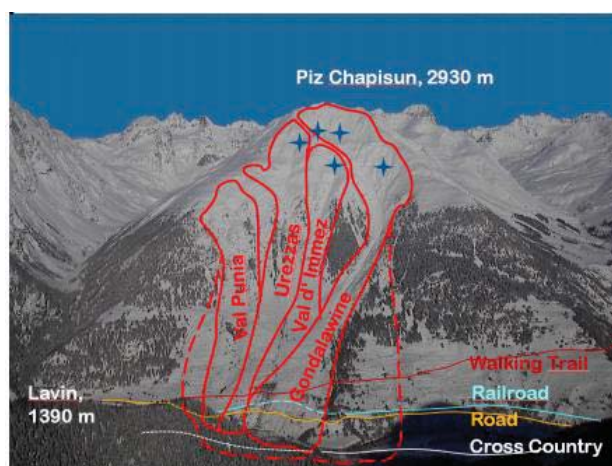 Piz Chapisun, 2930 m
Val Punia
Urezzas
Val d' Immez
Gondalawine
Walking Trail
Lavin,
1390 m
Railroad
Road
Cross Country